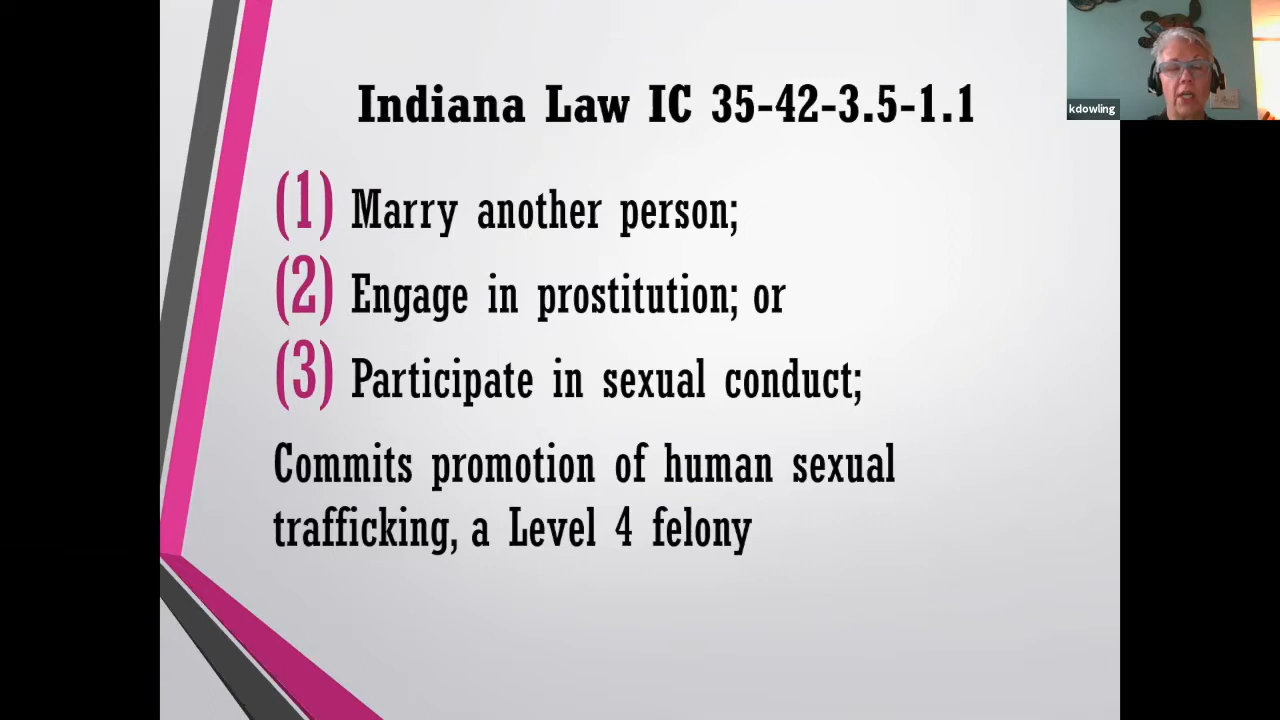 Indiana Law IC 35-42-3.5-1.1
(1) Marry another person;
(2) Engage in prostitution; or
(3) Participate in sexual conduct;
Commits promotion of human sexual
trafficking, a Level 4 felony
kdowling